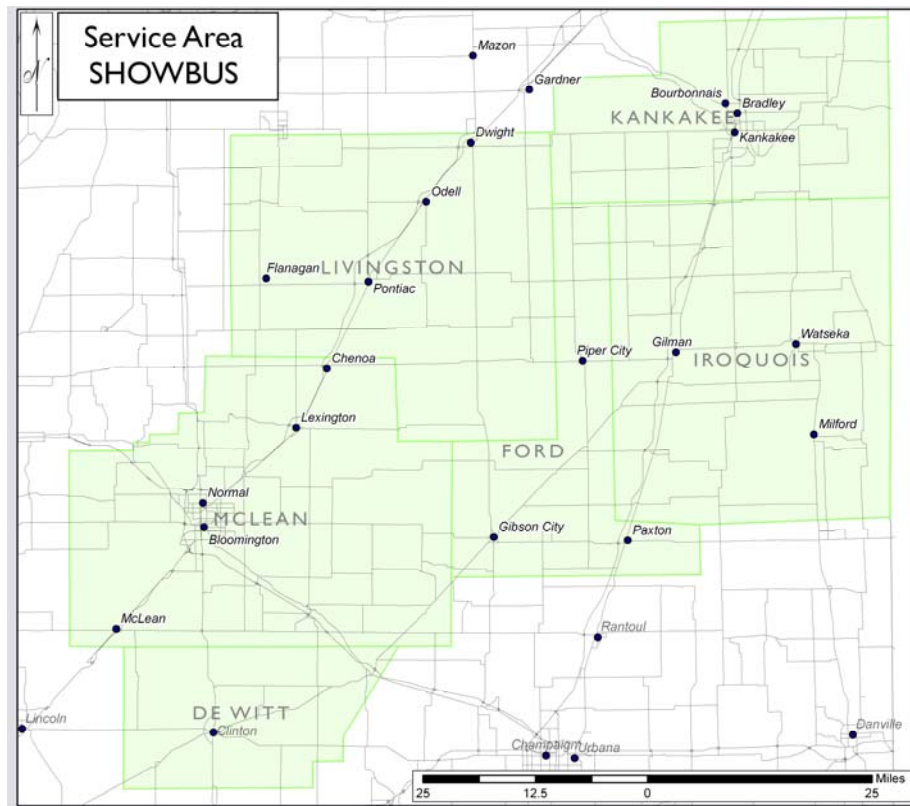 Service Area
SHOWBUS
N
Mazon
Gardner
Bourbonnais
Bradley
KANKAKEE
Kankakee
Dwight
Odell
Flanagan
LIVINGSTON
Pontiac
Chenoa
Piper City
Gilman
Watseka
IROQUOIS
Lexington
Milford
FORD
Normal
MCLEAN
Bloomington
Gibson City
Paxton
McLean
Rantoul
Lincoln
DE WITT
Clinton
Danville
Champaign
Urbana
Miles
25 12.5 0 25